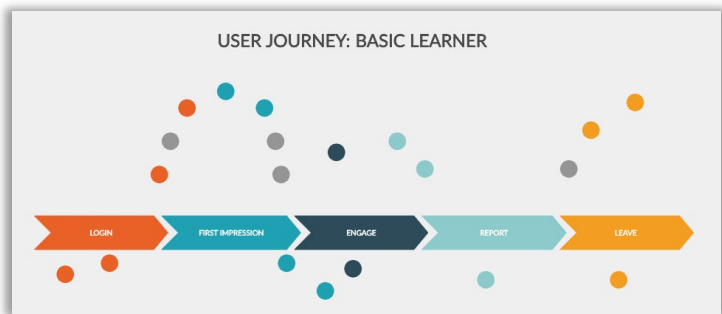 USER JOURNEY: BASIC LEARNER
LOGIN
FIRST IMPRESSION
ENGAGE
REPORT
LEAVE